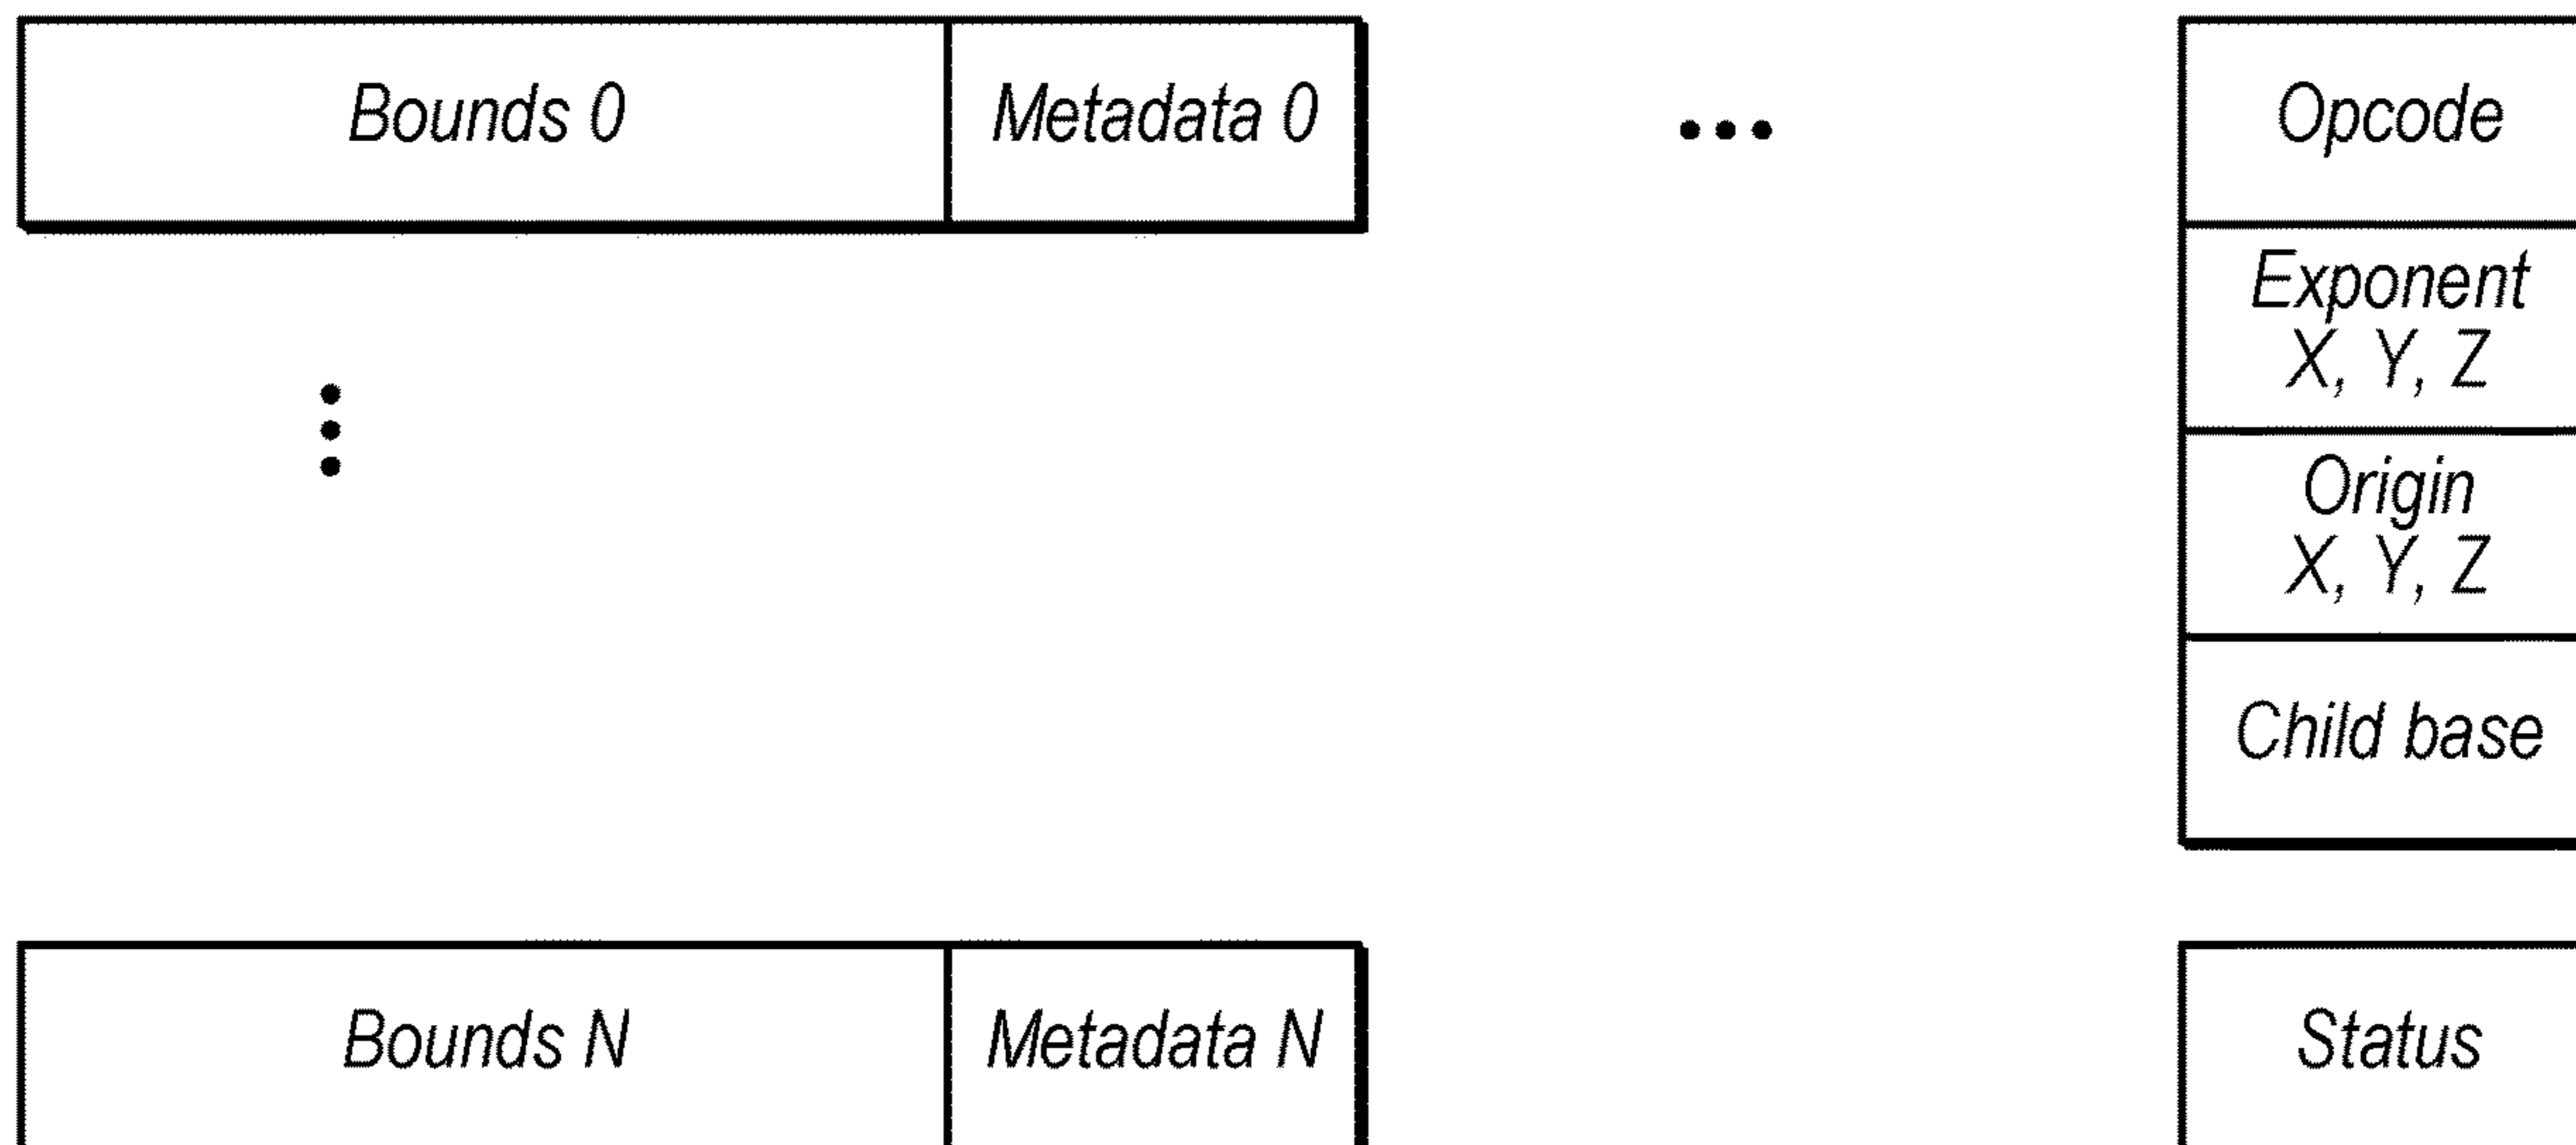 Bounds 0
Metadata 0
Opcode
Exponent
X, Y, Z
Origin
X, Y, Z
Child base
Bounds N
Metadata N
Status